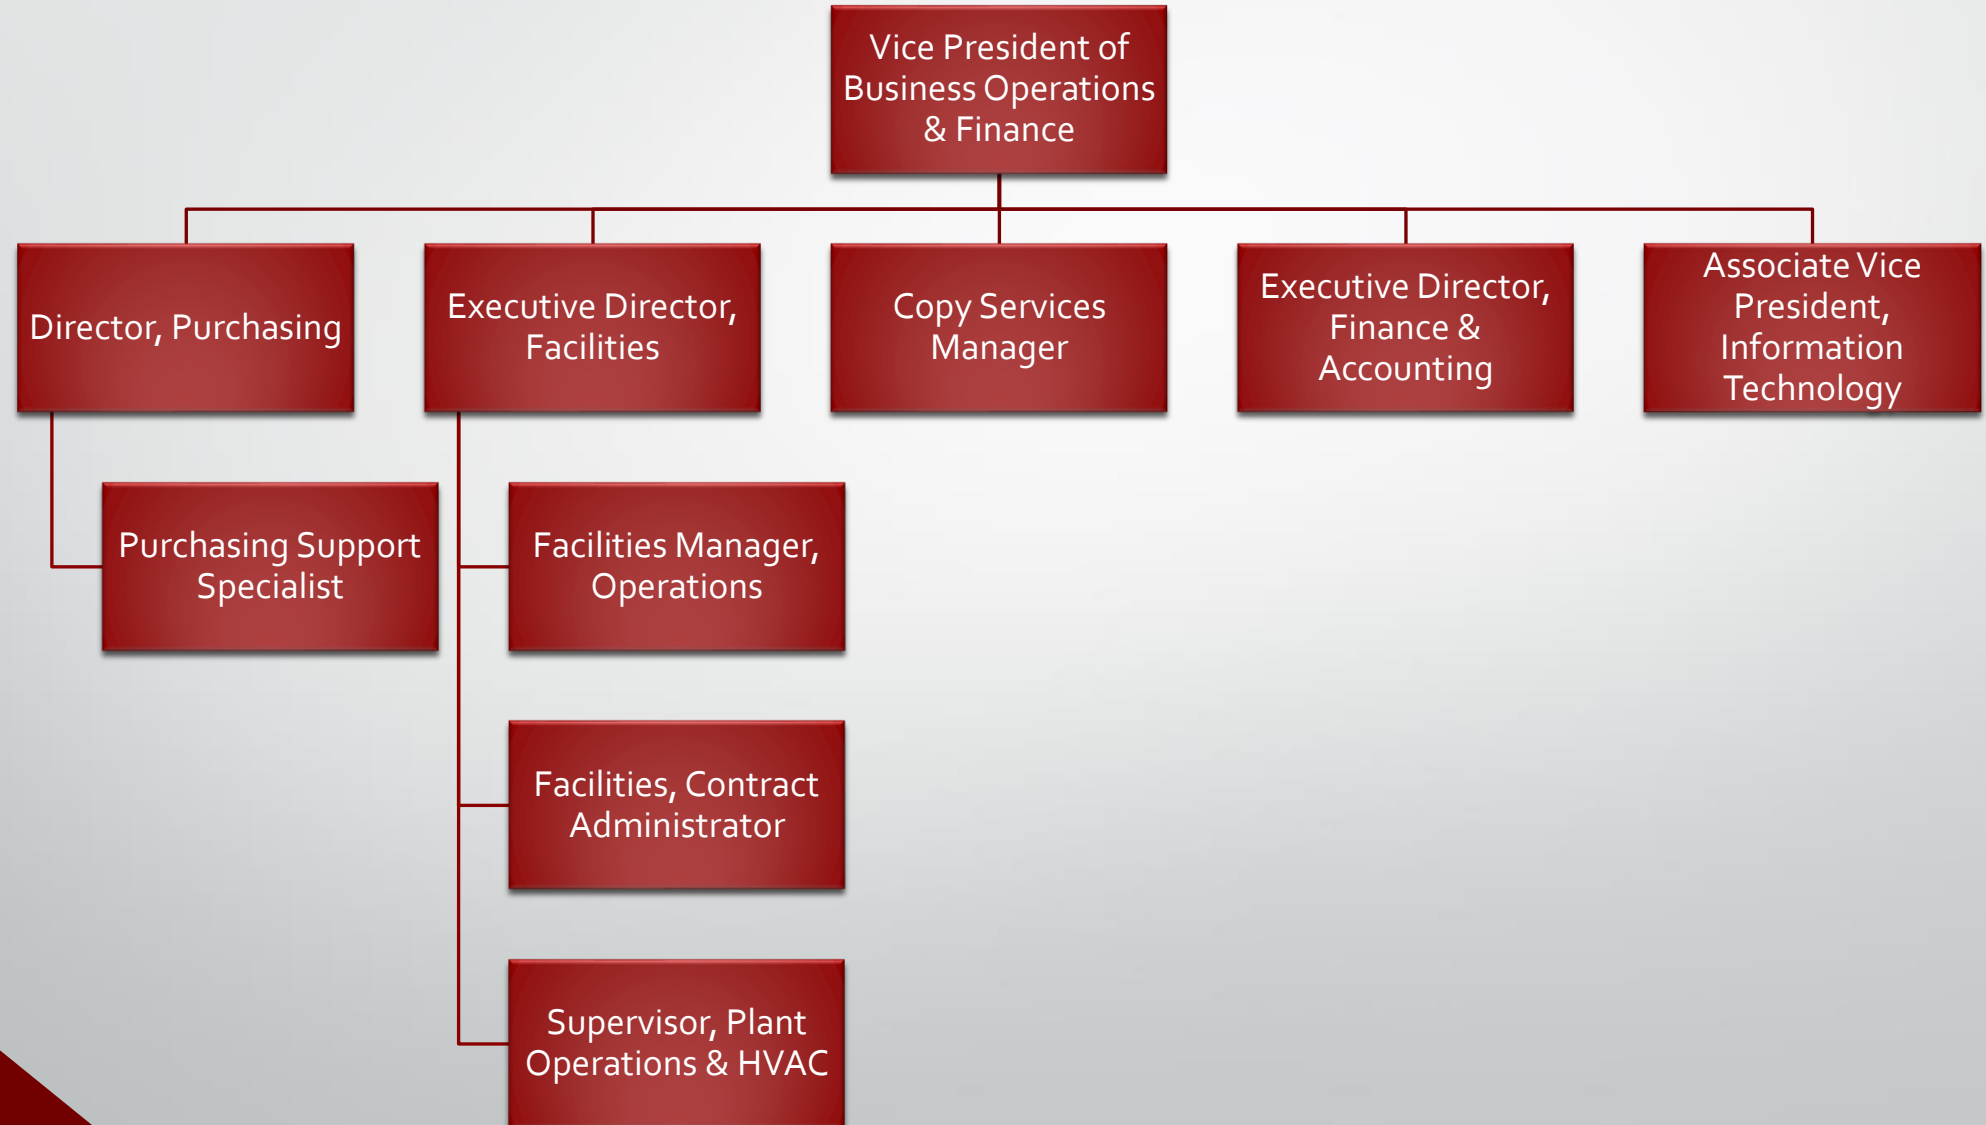 Vice President of
Business Operations
& Finance
Director, Purchasing
Executive Director,
Facilities
Copy Services
Manager
Executive Director,
Finance &
Accounting
Associate Vice
President,
Information
Technology
Purchasing Support
Specialist
Facilities Manager,
Operations
Facilities, Contract
Administrator
Supervisor, Plant
Operations & HVAC